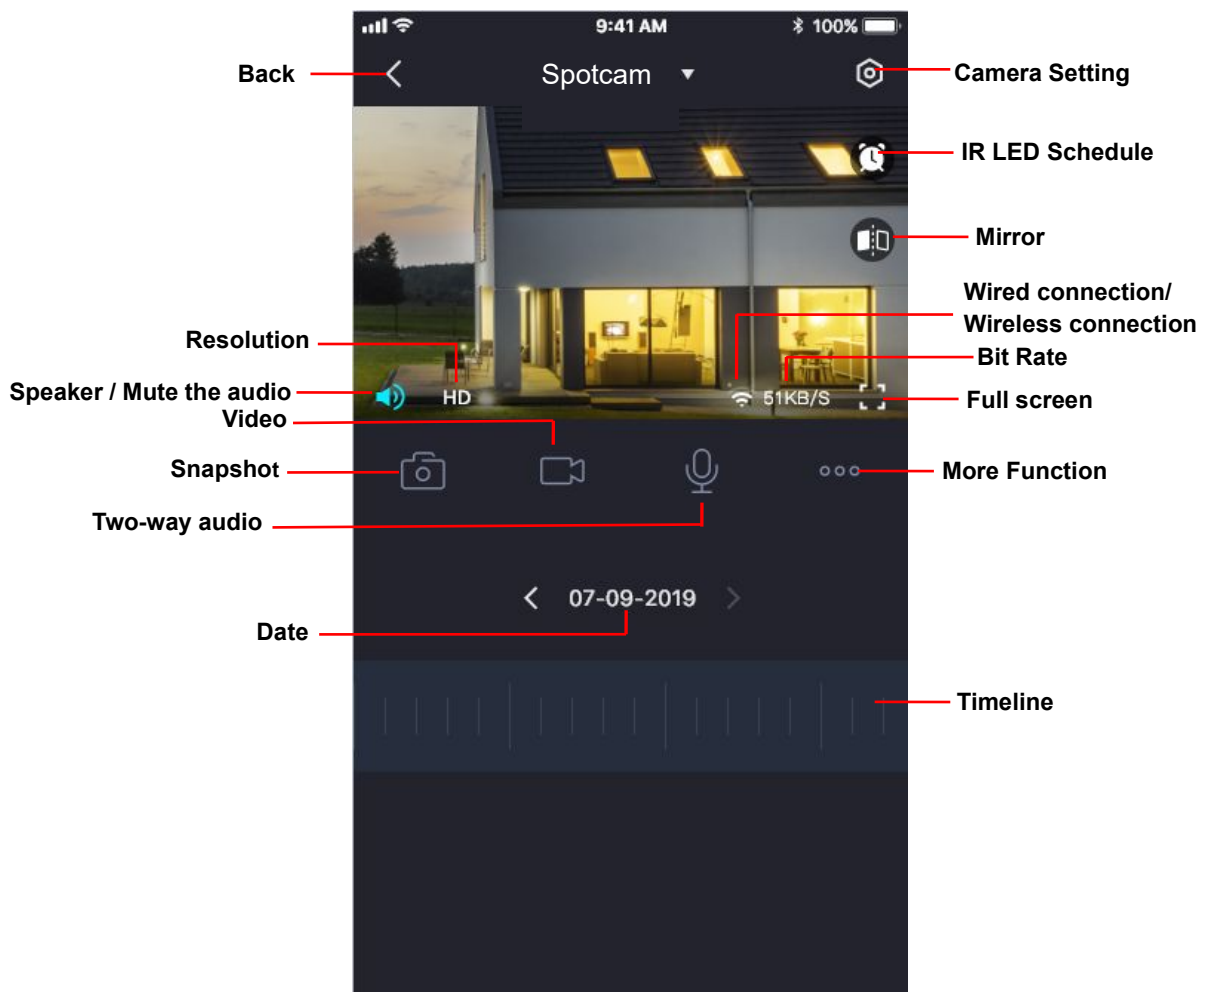 9:41 AM
100%
Back
Spotcam
Camera Setting
IR LED Schedule
Mirror
Wired connection/
Wireless connection
Resolution
Bit Rate
Speaker / Mute the audio
HD
51KB/S
Full screen
Video
Snapshot
More Function
Two-way audio
07-09-2019
Date
Timeline